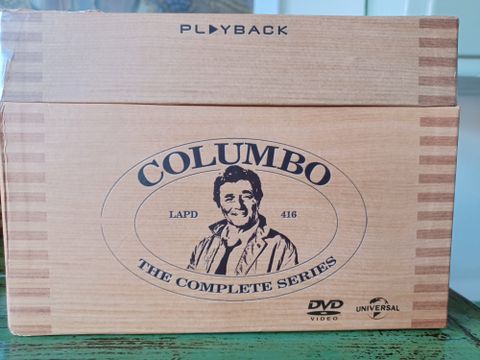 PLAYBACK
COLUMBO
LAPD 416
THE COMPLETE SERIES
DVD
VIDEO
UNIVERSAL